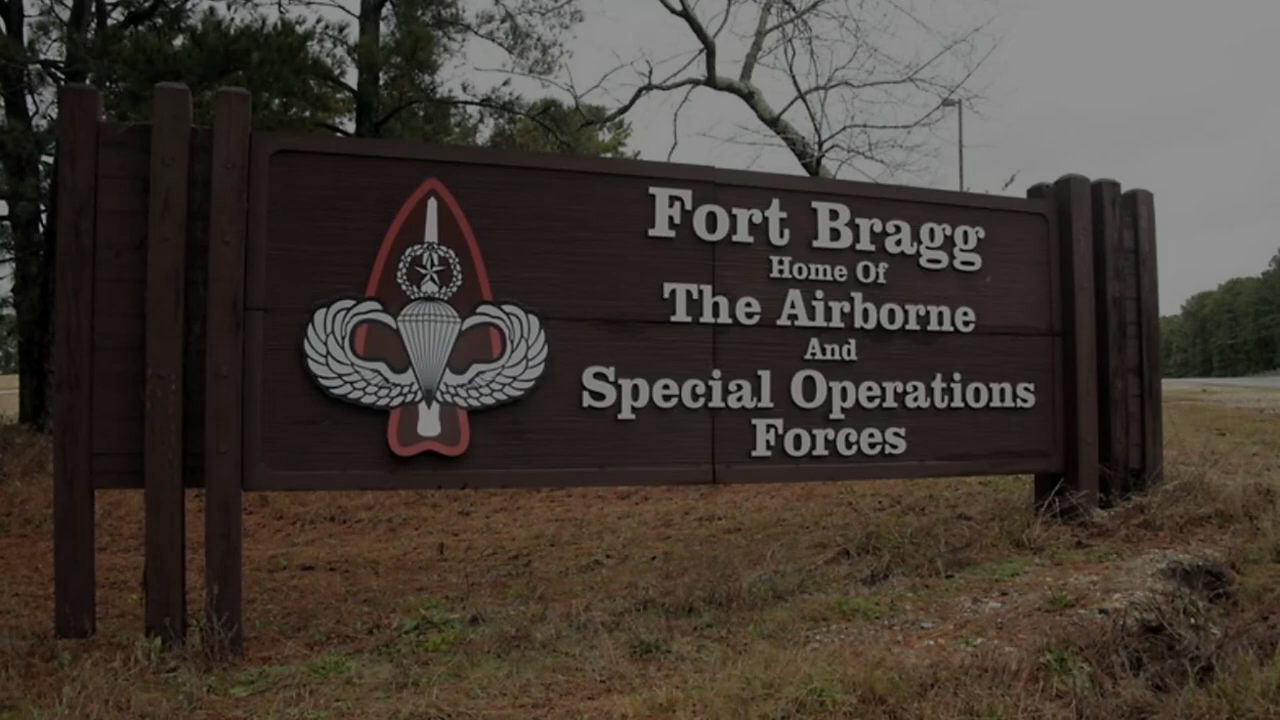 Fort Bragg
Home Of
The Airborne
And
Special Operations
Forces